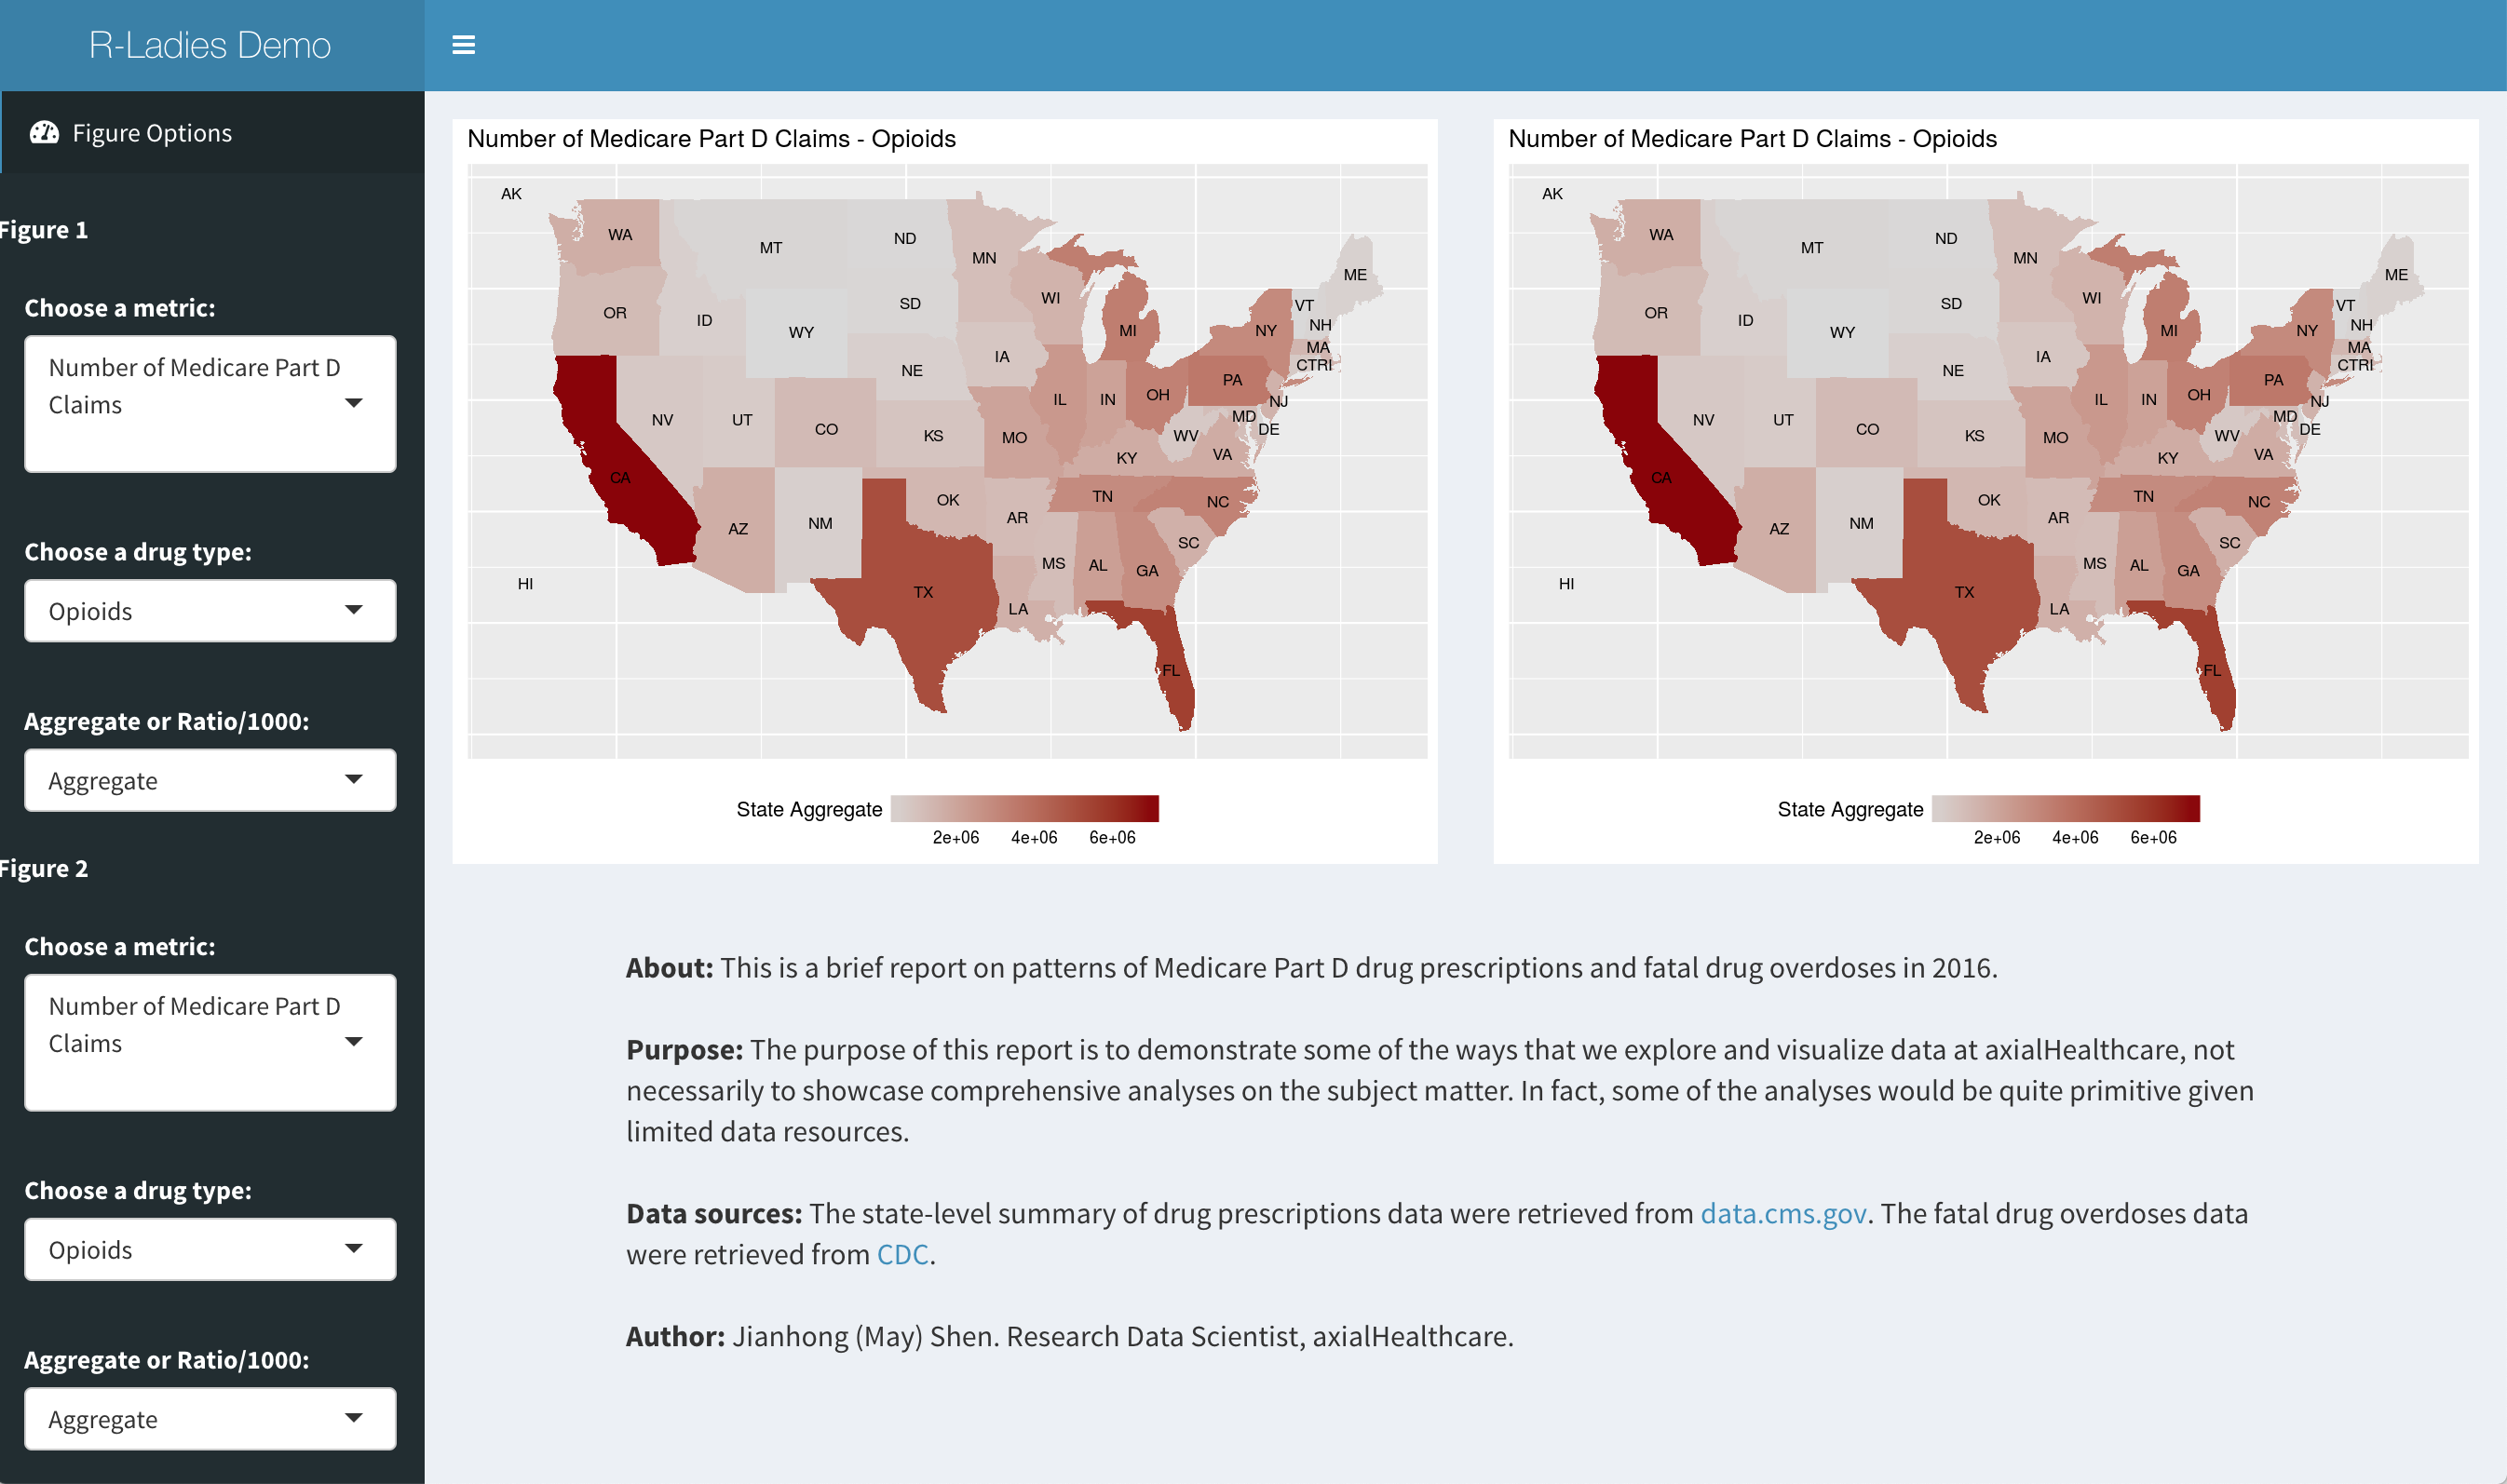 R-Ladies Demo
Figure Options
Figure 1
Choose a metric:
Number of Medicare Part D
Claims
Choose a drug type:
Opioids
Aggregate or Ratio/1000:
Aggregate
Figure 2
Choose a metric:
Number of Medicare Part D
Claims
Choose a drug type:
Opioids
Aggregate or Ratio/1000:
Aggregate
Number of Medicare Part D Claims - Opioids
AK
WA
MT
ND
MN
ME
OR
ID
WY
SD
WI
MI
NY
VT
NH
MA
CTRI
IA
NE
PA
NJ
NV
UT
CO
KS
MO
IL
IN
OH
MD
DE
WV
VA
KY
CA
AZ
NM
OK
AR
TN
NC
SC
MS
AL
GA
HI
TX
LA
FL
State Aggregate
2e+06 4e+06 6e+06
Number of Medicare Part D Claims - Opioids
AK
WA
MT
ND
MN
ME
OR
ID
WY
SD
WI
MI
NY
VT
NH
MA
CTRI
IA
NE
PA
NJ
NV
UT
CO
KS
MO
IL
IN
OH
MD
DE
WV
VA
KY
CA
AZ
NM
OK
AR
TN
NC
SC
MS
AL
GA
HI
TX
LA
FL
State Aggregate
2e+06 4e+06 6e+06
About: This is a brief report on patterns of Medicare Part D drug prescriptions and fatal drug overdoses in 2016.
Purpose: The purpose of this report is to demonstrate some of the ways that we explore and visualize data at axialHealthcare, not
necessarily to showcase comprehensive analyses on the subject matter. In fact, some of the analyses would be quite primitive given
limited data resources.
Data sources: The state-level summary of drug prescriptions data were retrieved from data.cms.gov. The fatal drug overdoses data
were retrieved from CDC.
Author: Jianhong (May) Shen. Research Data Scientist, axialHealthcare.